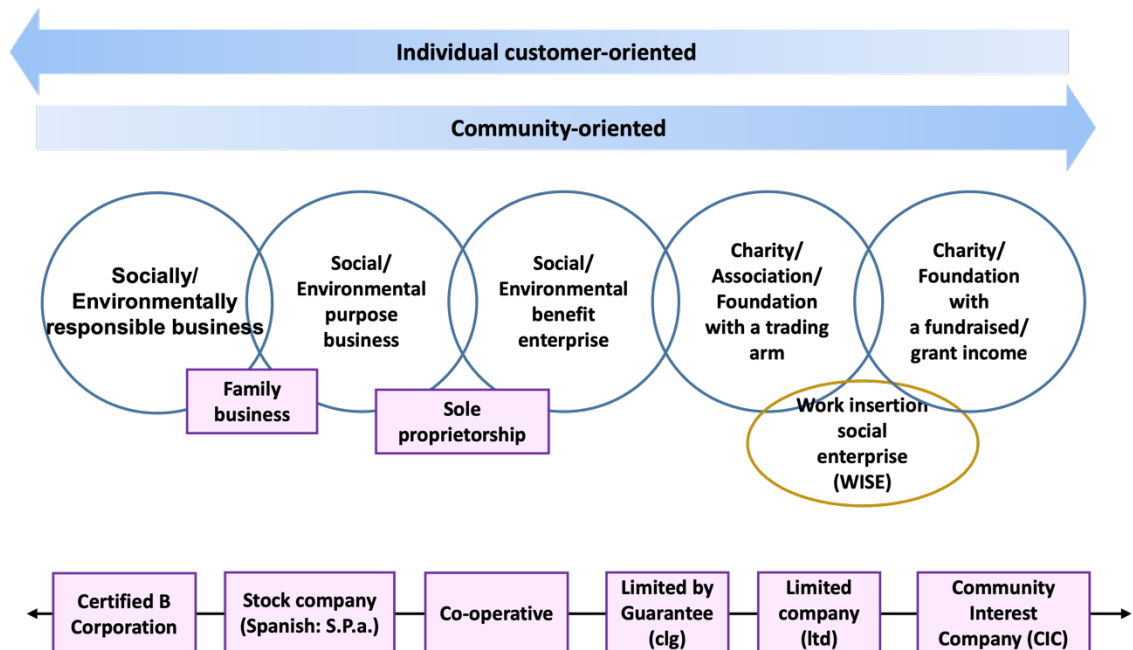 Individual customer-oriented
Community-oriented
Socially/
Environmentally
responsible business
Social/
Environmental
purpose
business
Social/
Environmental
benefit
enterprise
Charity/
Association/
Foundation
with a trading
arm
Charity/
Foundation
with
a fundraised/
grant income
Family
business
Sole
proprietorship
Work insertion
social
enterprise
(WISE)
Certified B
Corporation
Stock company
(Spanish: S.P.a.)
Co-operative
Limited by
Guarantee
(clg)
Limited
company
(ltd)
Community
Interest
Company (CIC)